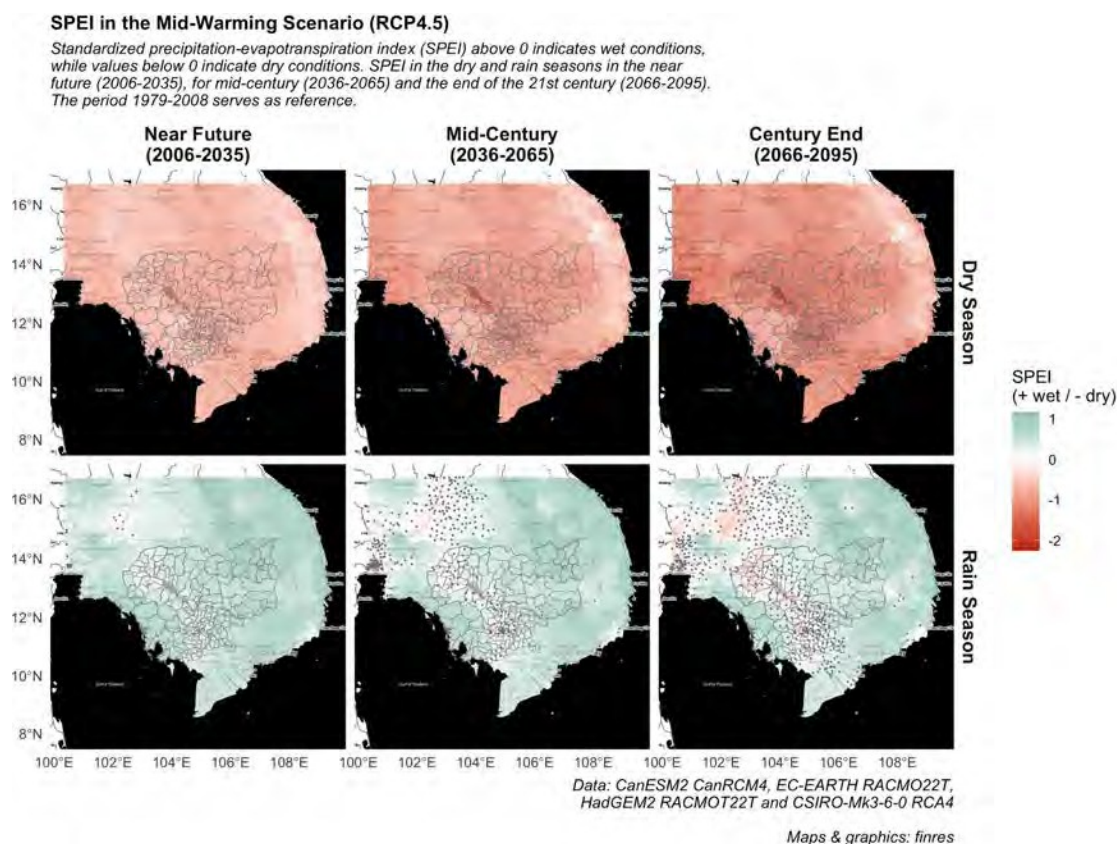 SPEI in the Mid-Warming Scenario (RCP4.5)
Standardized precipitation-evapotranspiration index (SPEI) above 0 indicates wet conditions,
while values below 0 indicate dry conditions. SPEI in the dry and rain seasons in the near
future (2006-2035), for mid-century (2036-2065) and the end of the 21st century (2066-2095).
The period 1979-2008 serves as reference.
Near Future
(2006-2035)
Mid-Century
(2036-2065)
Century End
(2066-2095)
16°N
14°N
12°N
10°N
8°N
Dry Season
16°N
14°N
12°N
10°N
8°N
Rain Season
100°E 102°E 104°E 106°E 108°E
100°E 102°E 104°E 106°E 108°E
100°E 102°E 104°E 106°E 108°E
SPEI
(+ wet / - dry)
1
0
-1
-2
Data: CanESM2 CanRCM4, EC-EARTH RACMO22T,
HadGEM2 RACMOT22T and CSIRO-Mk3-6-0 RCA4
Maps & graphics: finres